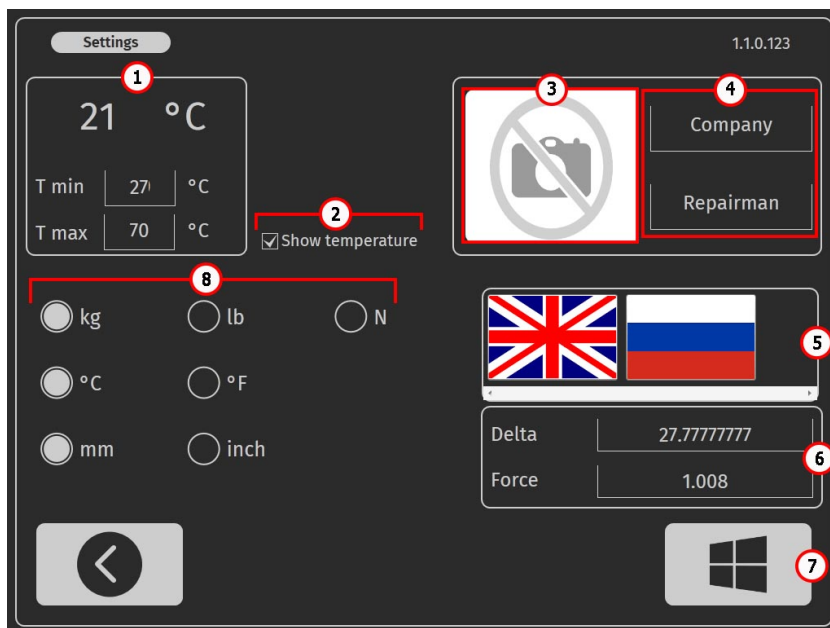 Settings
1.1.0.123
1
21 °C
T min 27 °C
T max 70 °C
2
Show temperature
3
4
Company
Repairman
8
kg lb N
°C °F
mm inch
5
Delta 27.77777777
6
Force 1.008
7